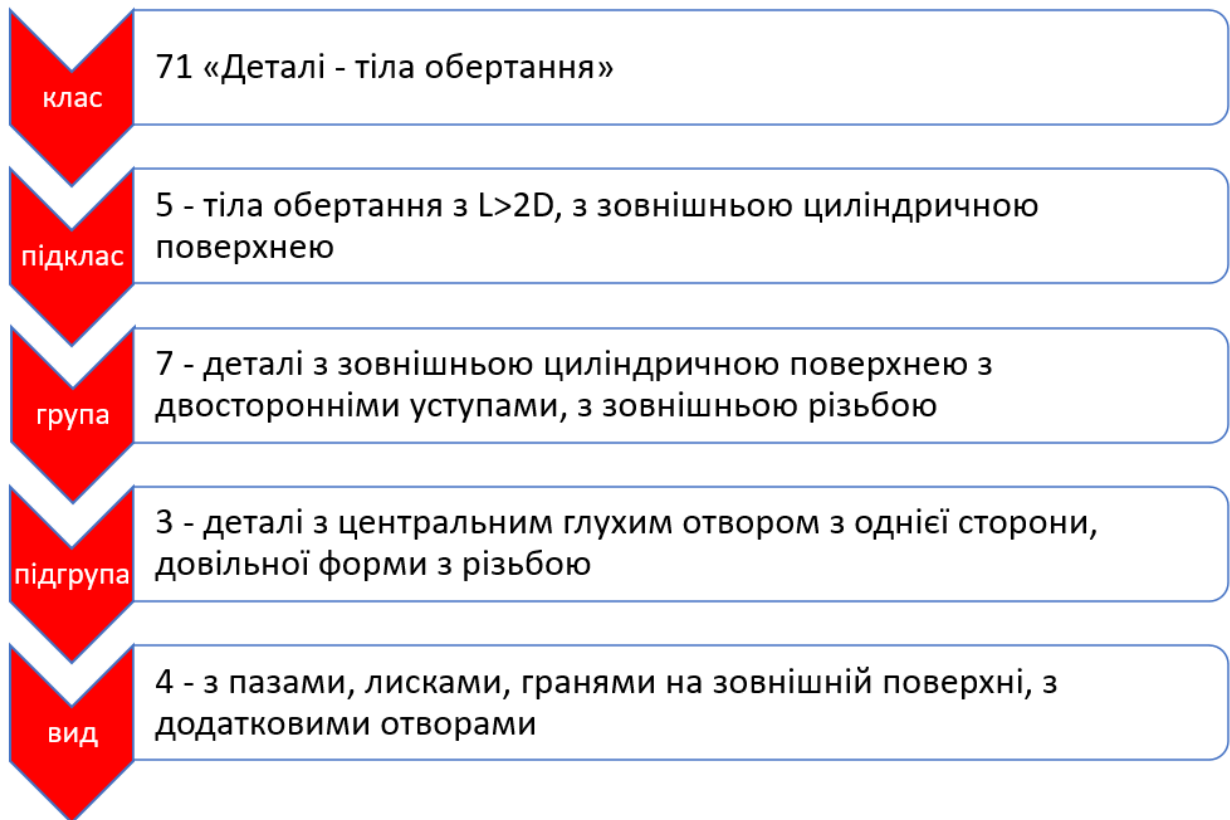 клас
71 «Деталі - тіла обертання»
підклас
5 - тіла обертання з L>2D, з зовнішньою циліндричною
поверхнею
група
7 - деталі з зовнішньою циліндричною поверхнею з
двосторонніми уступами, з зовнішньою різьбою
підгрупа
3 - деталі з центральним глухим отвором з однієї сторони,
довільної форми з різьбою
вид
4 - з пазами, лисками, гранями на зовнішній поверхні, з
додатковими отворами